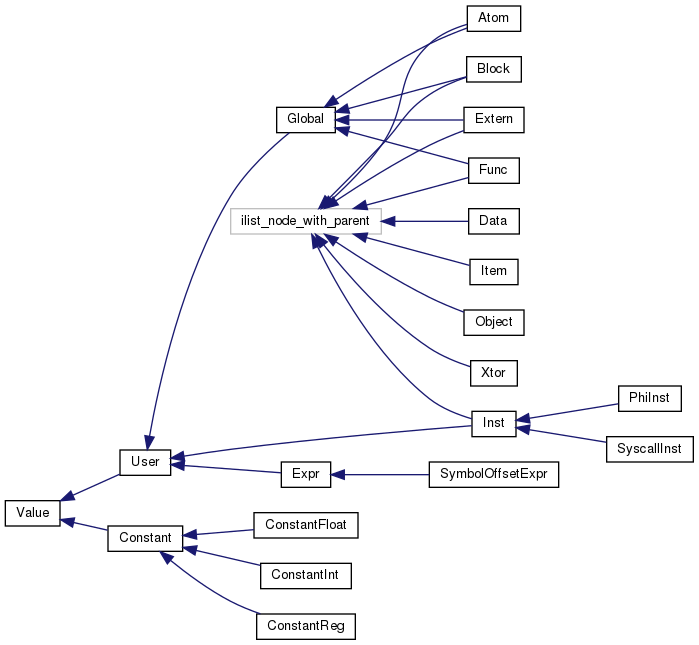 Atom
Block
Global
Extern
Func
ilist_node_with_parent
Data
Item
Object
Xtor
PhiInst
Inst
SyscallInst
User
Expr
SymbolOffsetExpr
Value
ConstantFloat
Constant
ConstantInt
ConstantReg